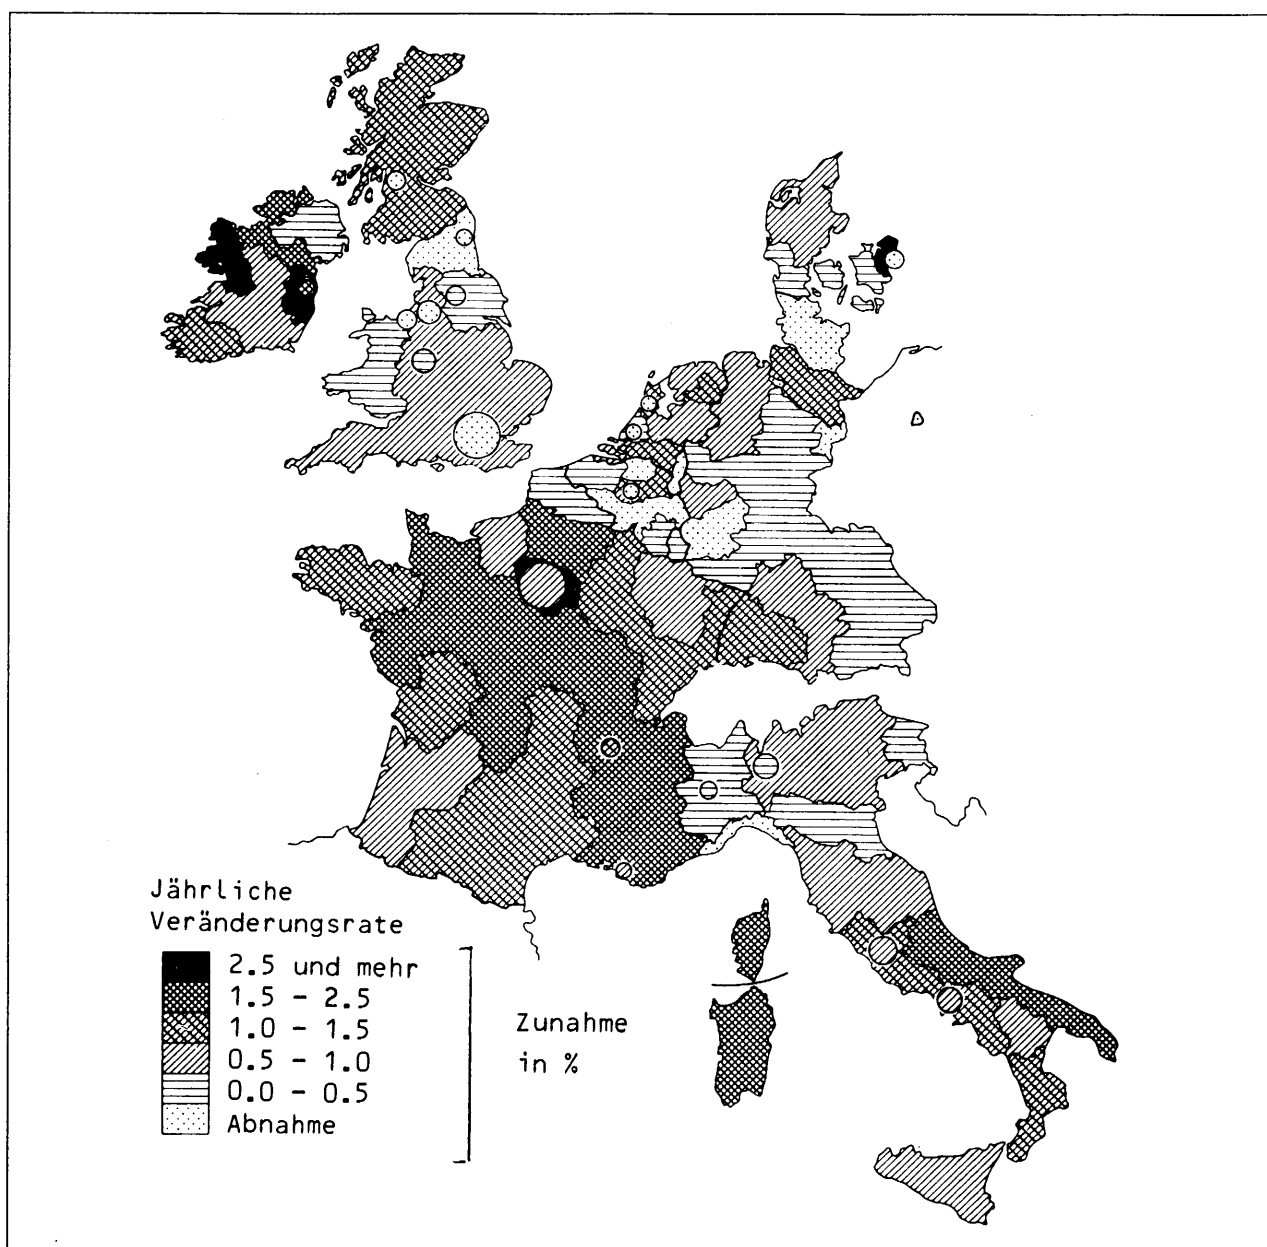 Jährliche
Veränderungsrate
2.5 und mehr
1.5 - 2.5
1.0 - 1.5
0.5 - 1.0
0.0 - 0.5
Abnahme
Zunahme
in %